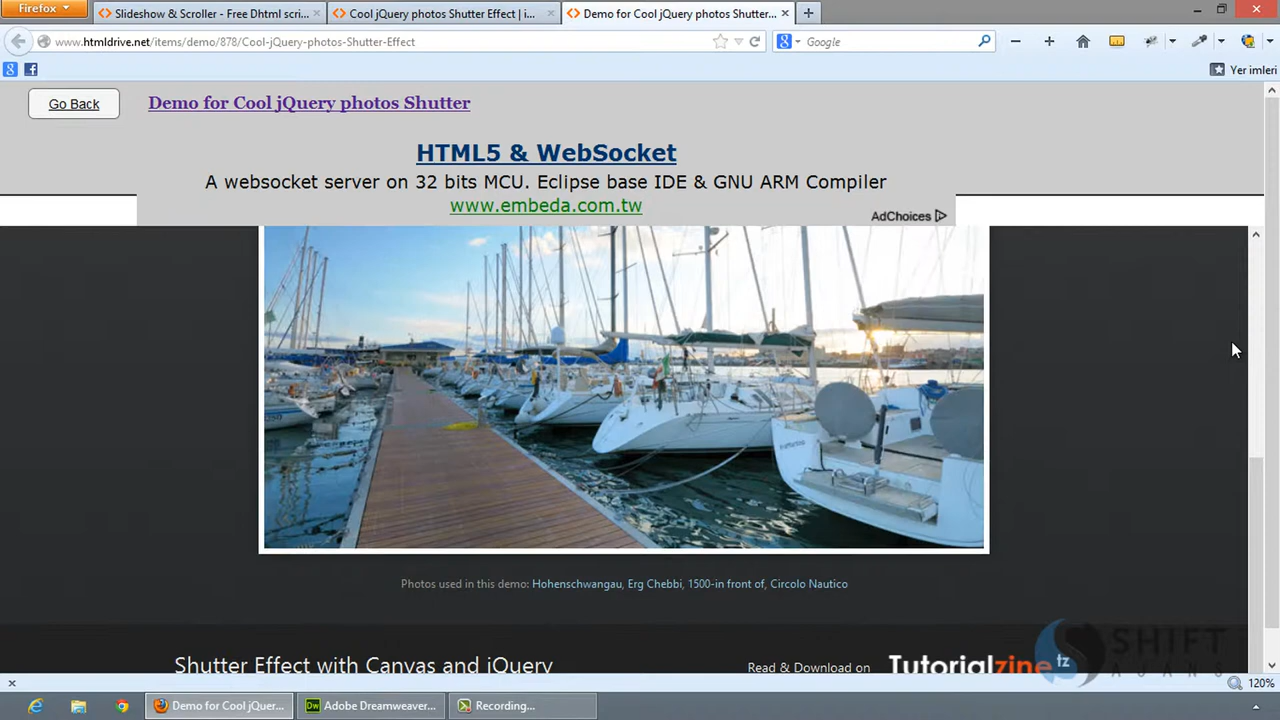 Firefox
Slideshow & Scroller - Free Dhtml scri...
Cool jQuery photos Shutter Effect | i...
Demo for Cool jQuery photos Shutter...
www.htmldrive.net/items/demo/878/Cool-jQuery-photos-Shutter-Effect
Google
Yer imleri
Go Back
Demo for Cool jQuery photos Shutter
HTML5 & WebSocket
A websocket server on 32 bits MCU. Eclipse base IDE & GNU ARM Compiler
www.embeda.com.tw
AdChoices
Photos used in this demo: Hohenschwangau, Erg Chebbi, 1500-in front of, Circolo Nautico
SHIFT
AJANS
Shutter Effect with Canvas and jQuery
Read & Download on
Tutorialzine
tz
120%
Demo for Cool jQuer...
Dw
Adobe Dreamweaver...
Recording...